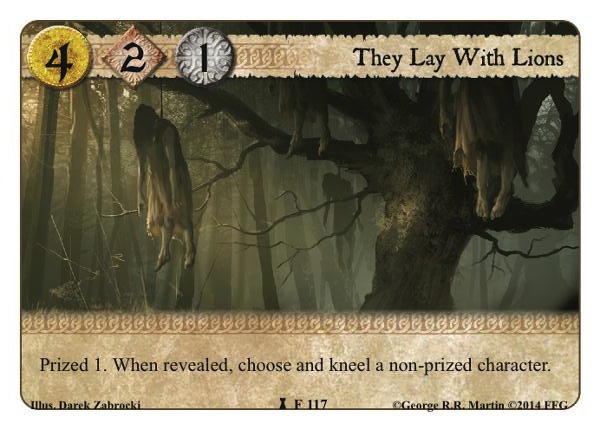 4 2 1 They Lay With Lions
Prized 1. When revealed, choose and kneel a non-prized character.
Illus. Darek Zabrocki F 117 ©George R.R. Martin ©2014 FFG